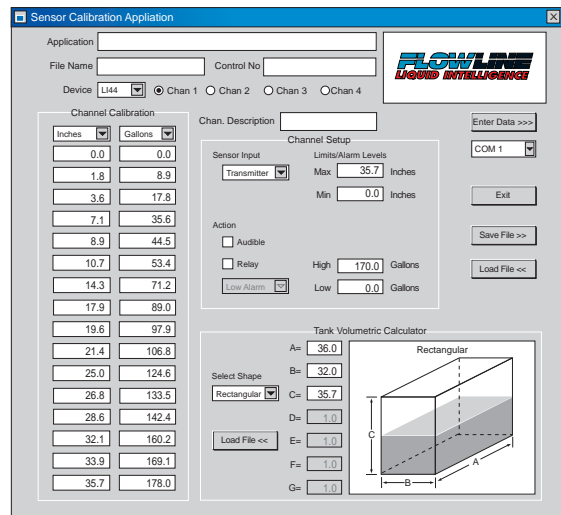 Sensor Calibration Appliation
Application
File Name
Control No
Device LI44 Chan 1 Chan 2 Chan 3 Chan 4
FLOWLINE
LIQUID INTELLIGENCE
Channel Calibration
Inches Gallons
0.0 0.0
1.8 8.9
3.6 17.8
7.1 35.6
8.9 44.5
10.7 53.4
14.3 71.2
17.9 89.0
19.6 97.9
21.4 106.8
25.0 124.6
26.8 133.5
28.6 142.4
32.1 160.2
33.9 169.1
35.7 178.0
Chan. Description
Channel Setup
Sensor Input
Transmitter
Limits/Alarm Levels
Max 35.7 Inches
Min 0.0 Inches
Action
Audible
Relay
Low Alarm
High 170.0 Gallons
Low 0.0 Gallons
Enter Data >>>
COM 1
Exit
Save File >>
Load File <<
Tank Volumetric Calculator
Select Shape
Rectangular
Load File <<
A= 36.0
B= 32.0
C= 35.7
D= 1.0
E= 1.0
F= 1.0
G= 1.0
Rectangular
C
A
B